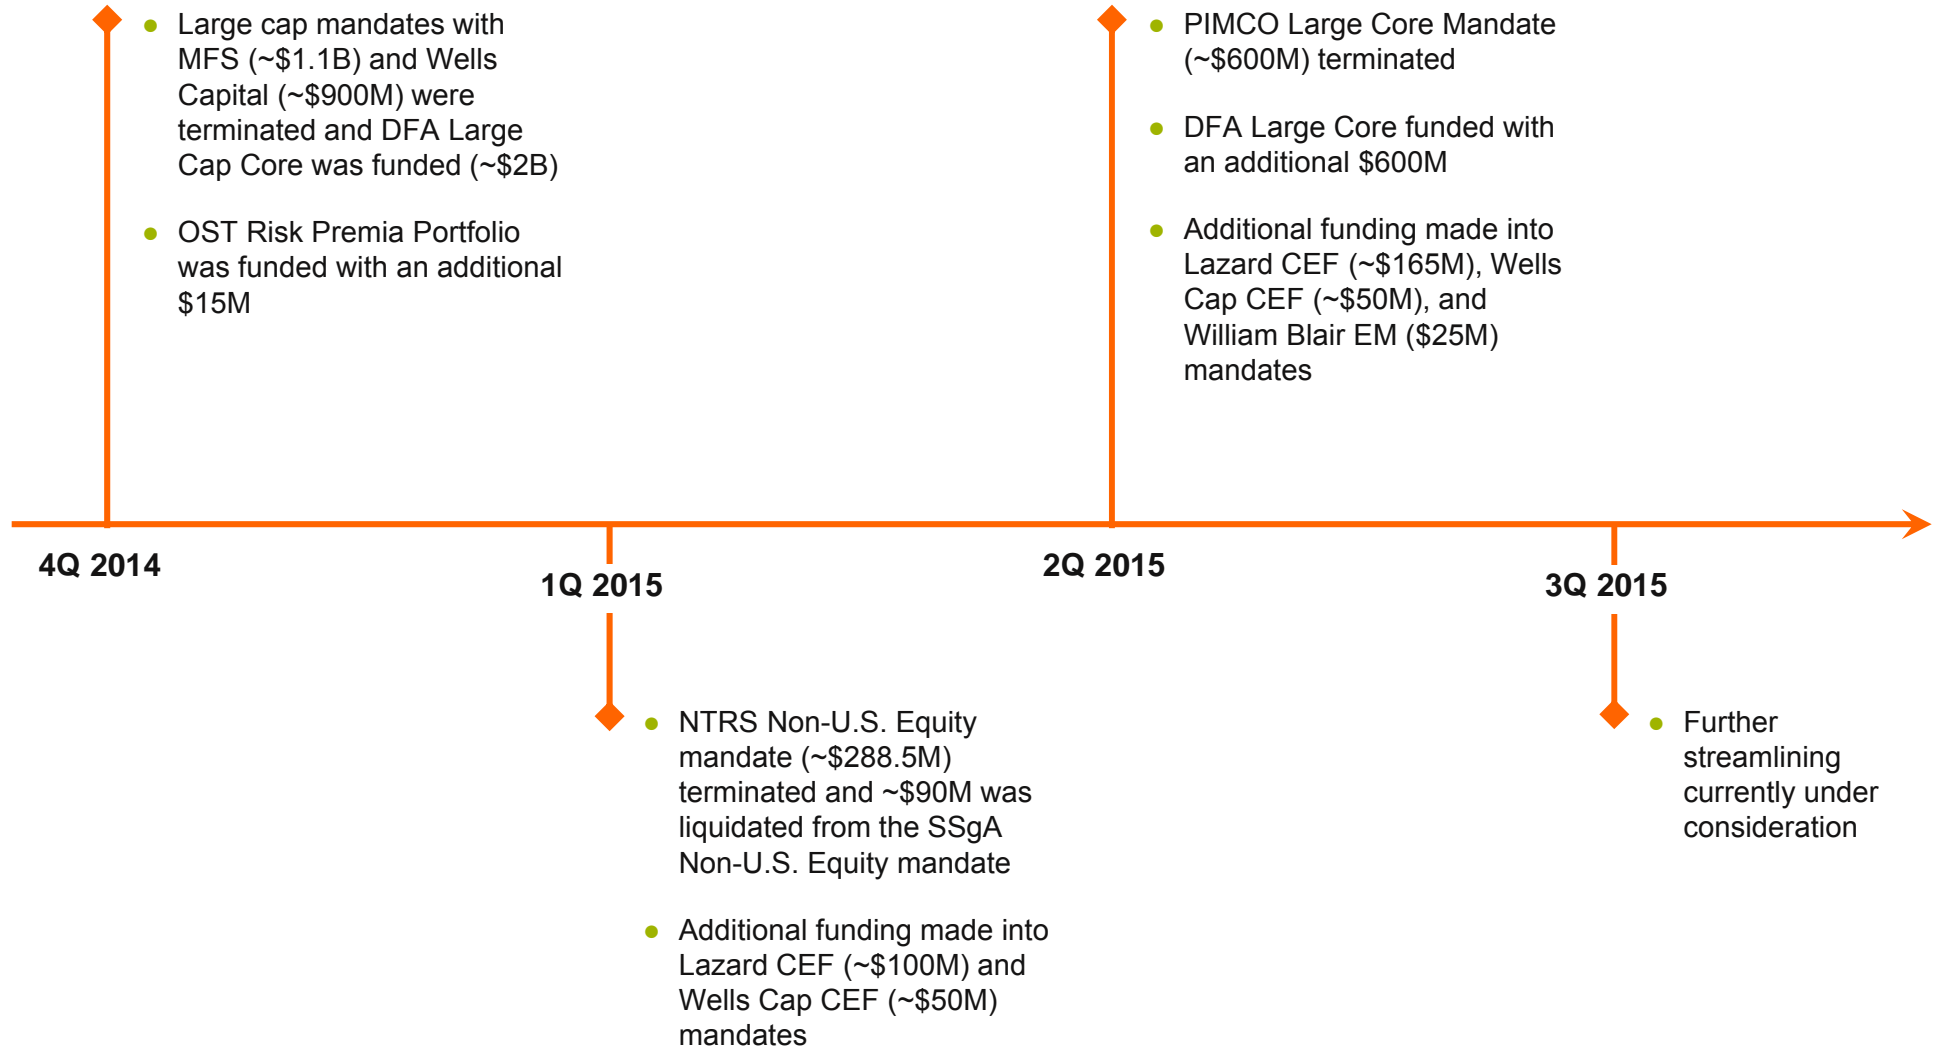 Large cap mandates with
MFS (~$1.1B) and Wells
Capital (~$900M) were
terminated and DFA Large
Cap Core was funded (~$2B)
OST Risk Premia Portfolio
was funded with an additional
$15M
PIMCO Large Core Mandate
(~$600M) terminated
DFA Large Core funded with
an additional $600M
Additional funding made into
Lazard CEF (~$165M), Wells
Cap CEF (~$50M), and
William Blair EM ($25M)
mandates
4Q 2014
1Q 2015
2Q 2015
3Q 2015
NTRS Non-U.S. Equity
mandate (~$288.5M)
terminated and ~$90M was
liquidated from the SSgA
Non-U.S. Equity mandate
Additional funding made into
Lazard CEF (~$100M) and
Wells Cap CEF (~$50M)
mandates
Further
streamlining
currently under
consideration